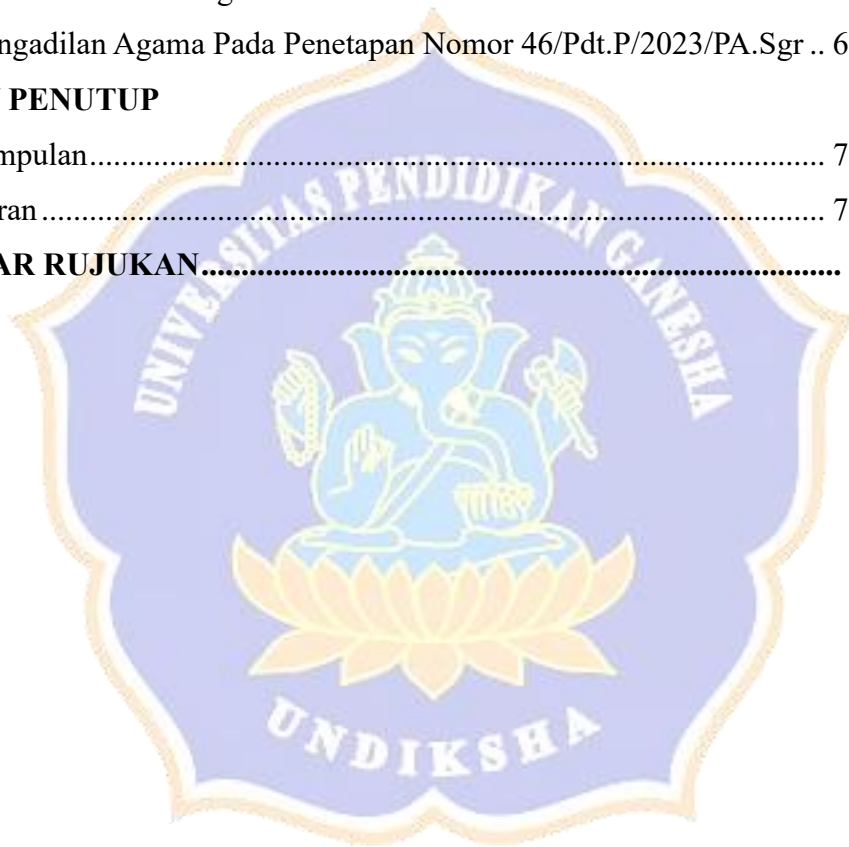 ngadilan Agama Pada Penetapan Nomor 46/Pdt.P/2023/PA.Sgr .. 6
PENUTUP
mpulan.................................................................................... 7
ran.......................................................................................... 7
AR RUJUKAN...............................................................................
UNIVERSITAS PENDIDIKAN GANESHA
UNDIKSHA